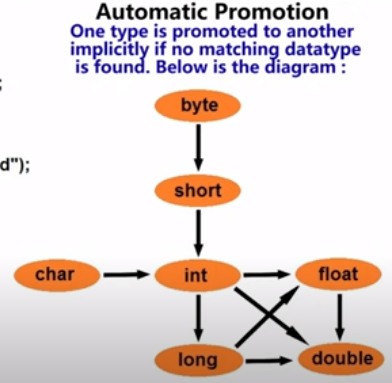 Automatic Promotion
One type is promoted to another
implicitly if no matching datatype
is found. Below is the diagram :
;
byte
d");
short
char int float
long double